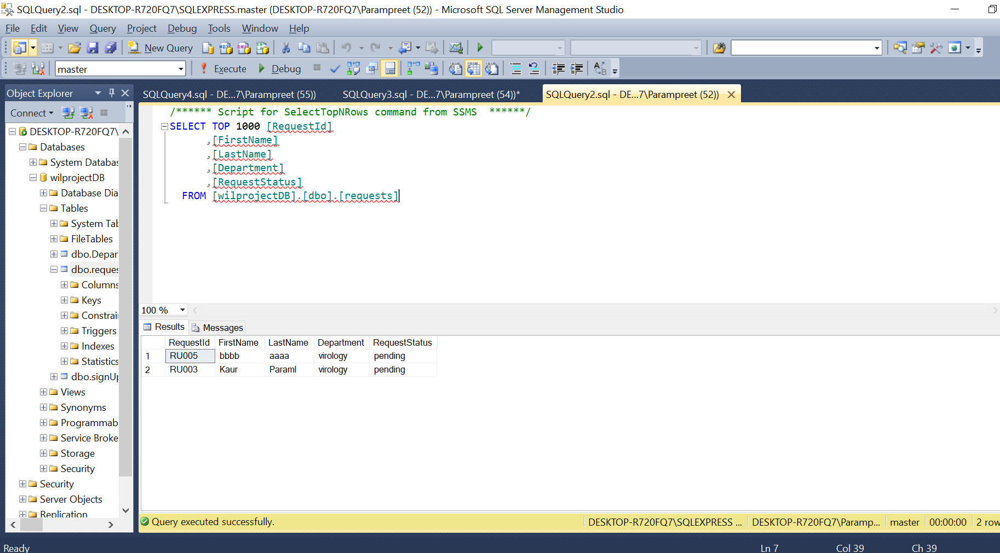 SQLQuery2.sql - DESKTOP-R720FQ7\SQLEXPRESS.master (DESKTOP-R720FQ7\Parampreet (52)) - Microsoft SQL Server Management Studio
File Edit View Query Project Debug Tools Window Help
New Query
master Execute Debug
Object Explorer
SQLQuery4.sql - DE...7\Parampreet (55)) SQLQuery3.sql - DE...7\Parampreet (54))* SQLQuery2.sql - DE...7\Parampreet (52))
Connect
DESKTOP-R720FQ7\
Databases
System Databas
wilprojectDB
Database Dia
Tables
System Tab
FileTables
dbo.Depar
dbo.reques
Columns
Keys
Constrai
Triggers
Indexes
Statistics
dbo.signUp
Views
Synonyms
Programmab
Service Broke
Storage
Security
Security
Server Objects
Replication
/****** Script for SelectTopNRows command from SSMS  ******/
SELECT TOP 1000 [RequestId]
,[FirstName]
,[LastName]
,[Department]
,[RequestStatus]
FROM [wilprojectDB].[dbo].[requests]
100 %
Results Messages
RequestId FirstName LastName Department RequestStatus
1 RU005 bbbb aaaa virology pending
2 RU003 Kaur Paraml virology pending
Query executed successfully. DESKTOP-R720FQ7\SQLEXPRESS ... DESKTOP-R720FQ7\Paramp... master 00:00:00 2 row
Ready Ln 7 Col 39 Ch 39